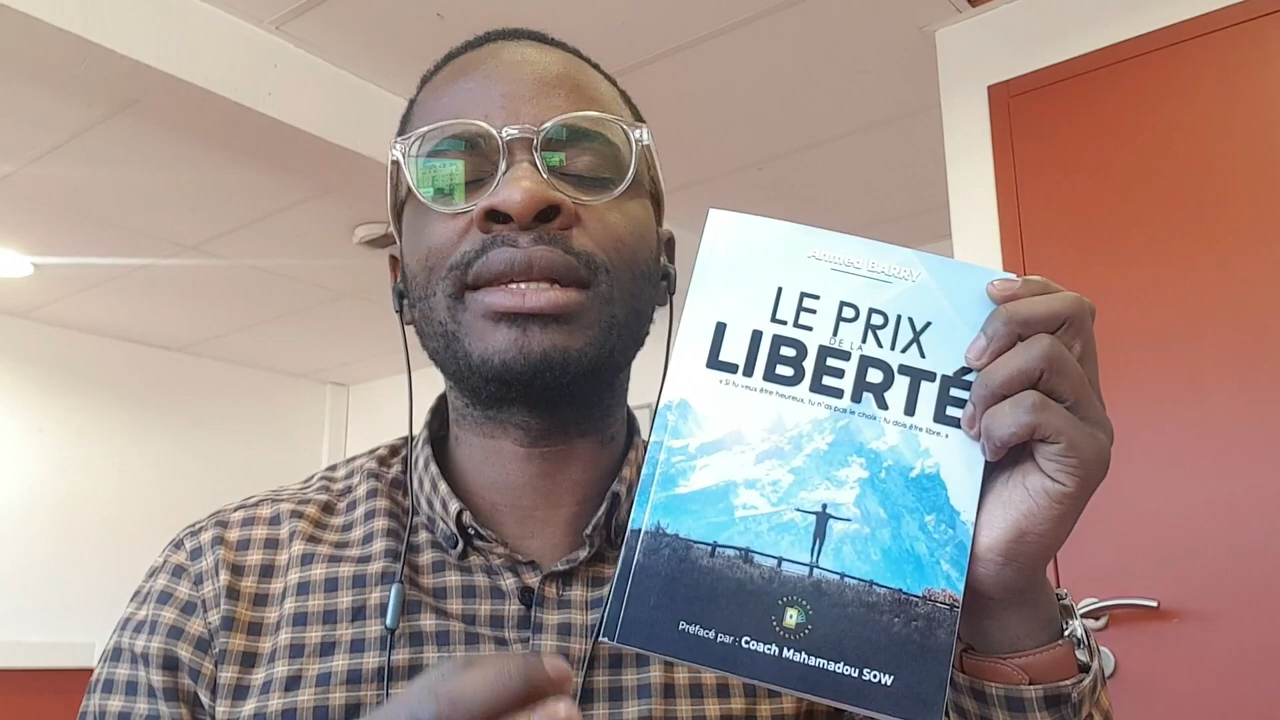 Ahmed BARRY
LE PRIX
DE LA
LIBERTÉ
« Si tu veux être heureux, tu n'as pas le choix : tu dois être libre. »
Préfacé par : Coach Mahamadou SOW